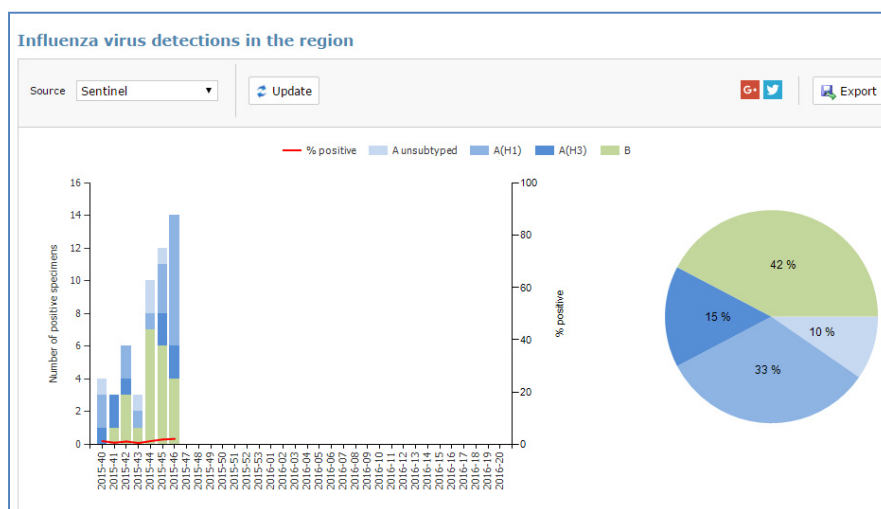 Influenza virus detections in the region
Source Sentinel Update Export
% positive A unsubtyped A(H1) A(H3) B
16 100
14
12 80
10 60
8
6 40
4 20
2
0 0
Number of positive specimens
% positive
2015-40 2015-41 2015-42 2015-43 2015-44 2015-45 2015-46 2015-47 2015-48 2015-49 2015-50 2015-51 2015-52 2015-53 2016-01 2016-02 2016-03 2016-04 2016-05 2016-06 2016-07 2016-08 2016-09 2016-10 2016-11 2016-12 2016-13 2016-14 2016-15 2016-16 2016-17 2016-18 2016-19 2016-20
42 %
15 %
10 %
33 %